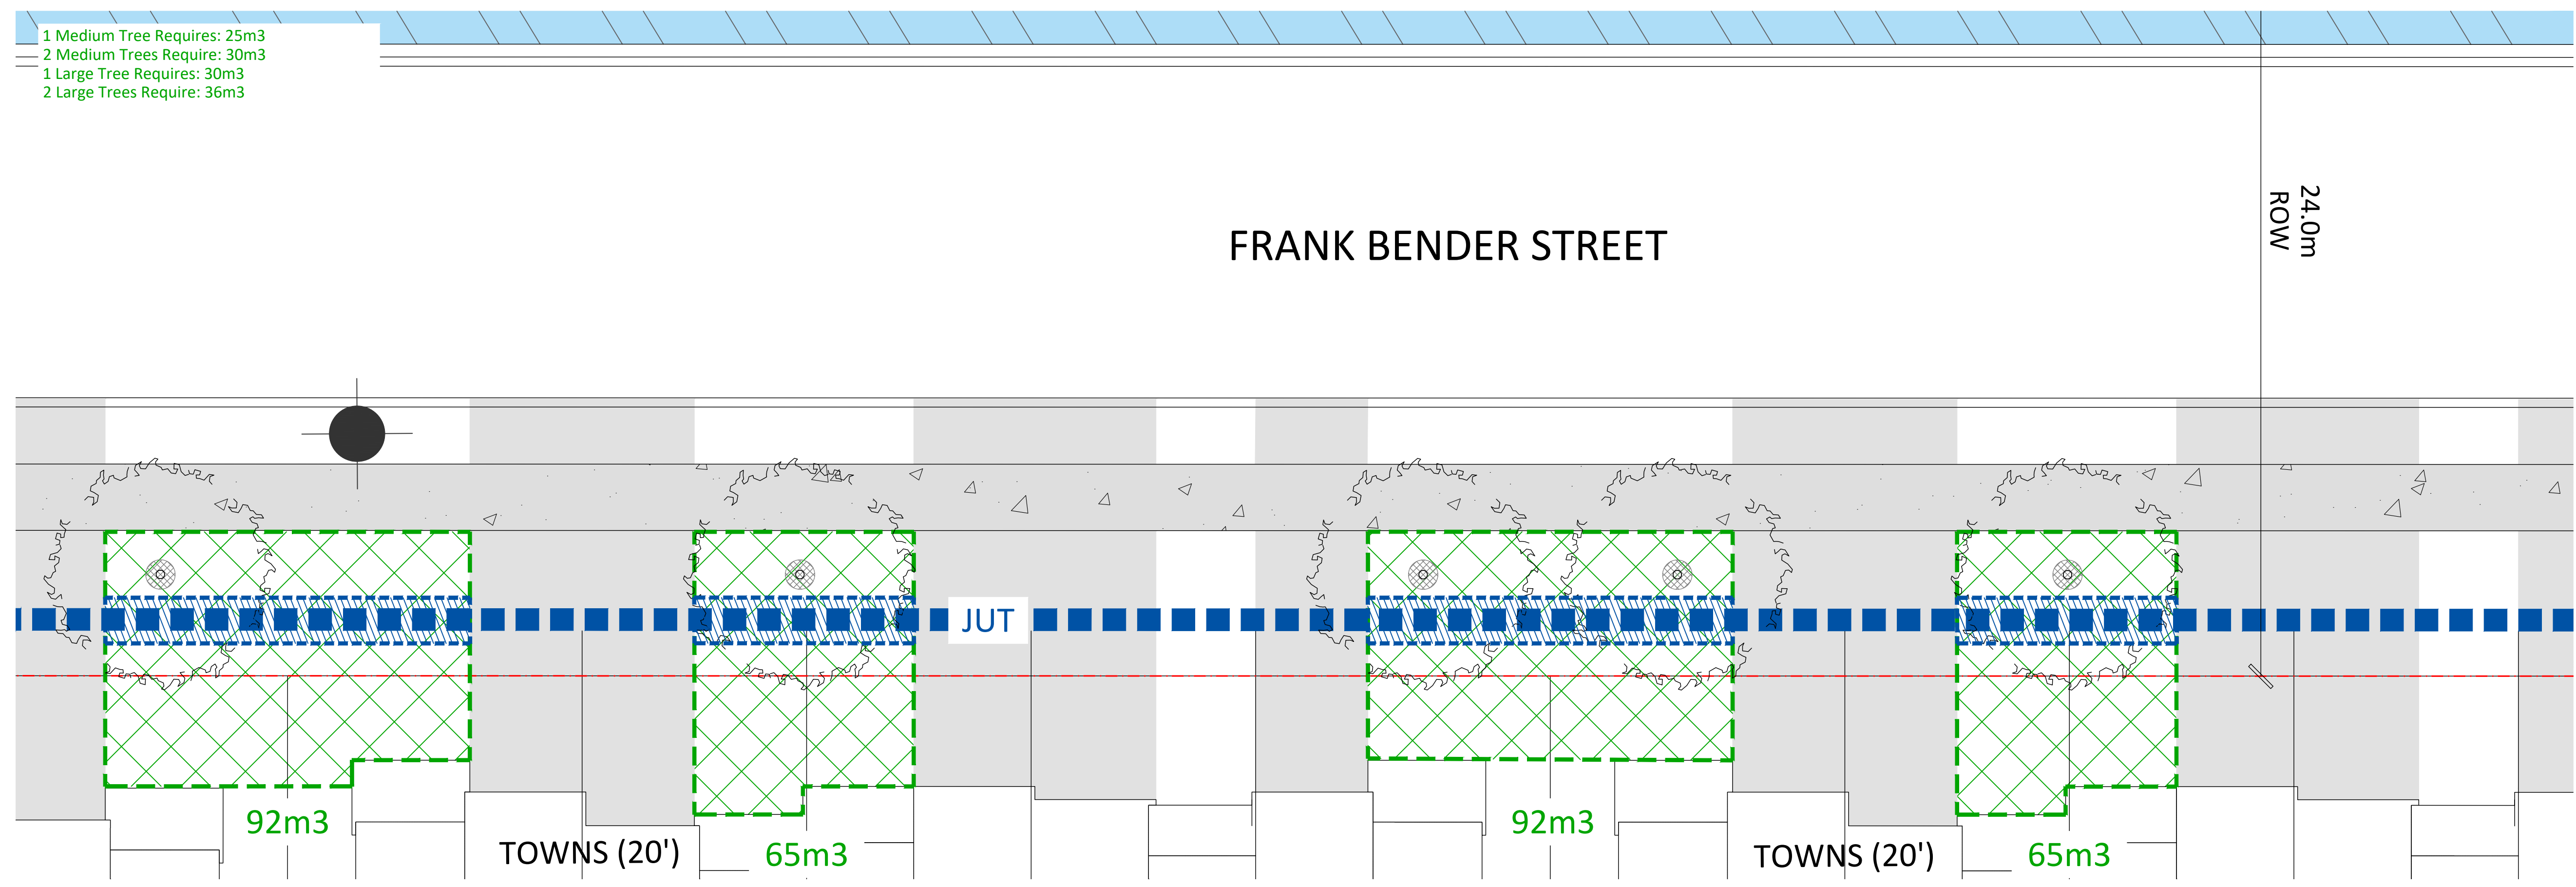 1 Medium Tree Requires: 25m3
2 Medium Trees Require: 30m3
1 Large Tree Requires: 30m3
2 Large Trees Require: 36m3
24.0m
ROW
FRANK BENDER STREET
JUT
92m3
TOWNS (20')
65m3
92m3
TOWNS (20')
65m3